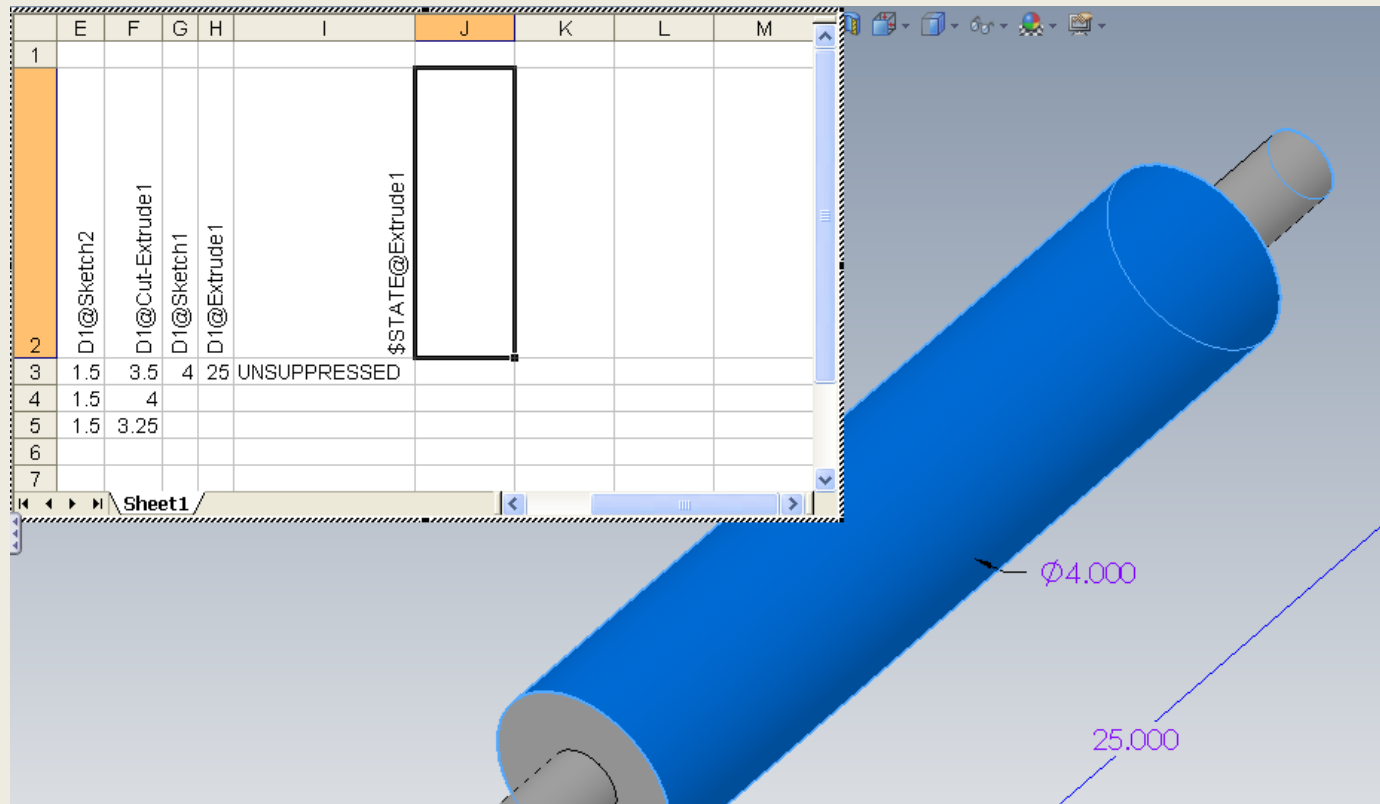 E F G H I J K L M
1
2 D1@Sketch2 D1@Cut-Extrude1 D1@Sketch1 D1@Extrude1 $STATE@Extrude1
3 1.5 3.5 4 25 UNSUPPRESSED
4 1.5 4
5 1.5 3.25
6
7
Sheet1
Ø4.000
25.000